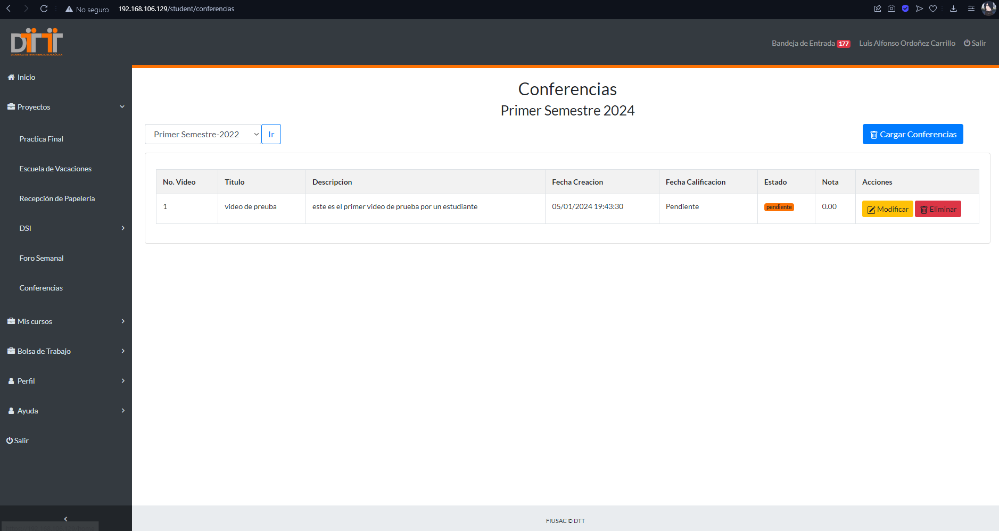 No seguro 192.168.106.129/student/conferencias
DTT
DESARROLLO DE TRANSFERENCIA TECNOLÓGICA
Bandeja de Entrada 177 Luis Alfonso Ordoñez Carrillo Salir
Inicio
Proyectos
Practica Final
Escuela de Vacaciones
Recepción de Papelería
DSI
Foro Semanal
Conferencias
Mis cursos
Bolsa de Trabajo
Perfil
Ayuda
Salir
Conferencias
Primer Semestre 2024
Primer Semestre-2022 Ir Cargar Conferencias
No. Video Titulo Descripcion Fecha Creacion Fecha Calificacion Estado Nota Acciones
1 video de preuba este es el primer video de prueba por un estudiante 05/01/2024 19:43:30 Pendiente pendiente 0.00 Modificar Eliminar
FIUSAC © DTT